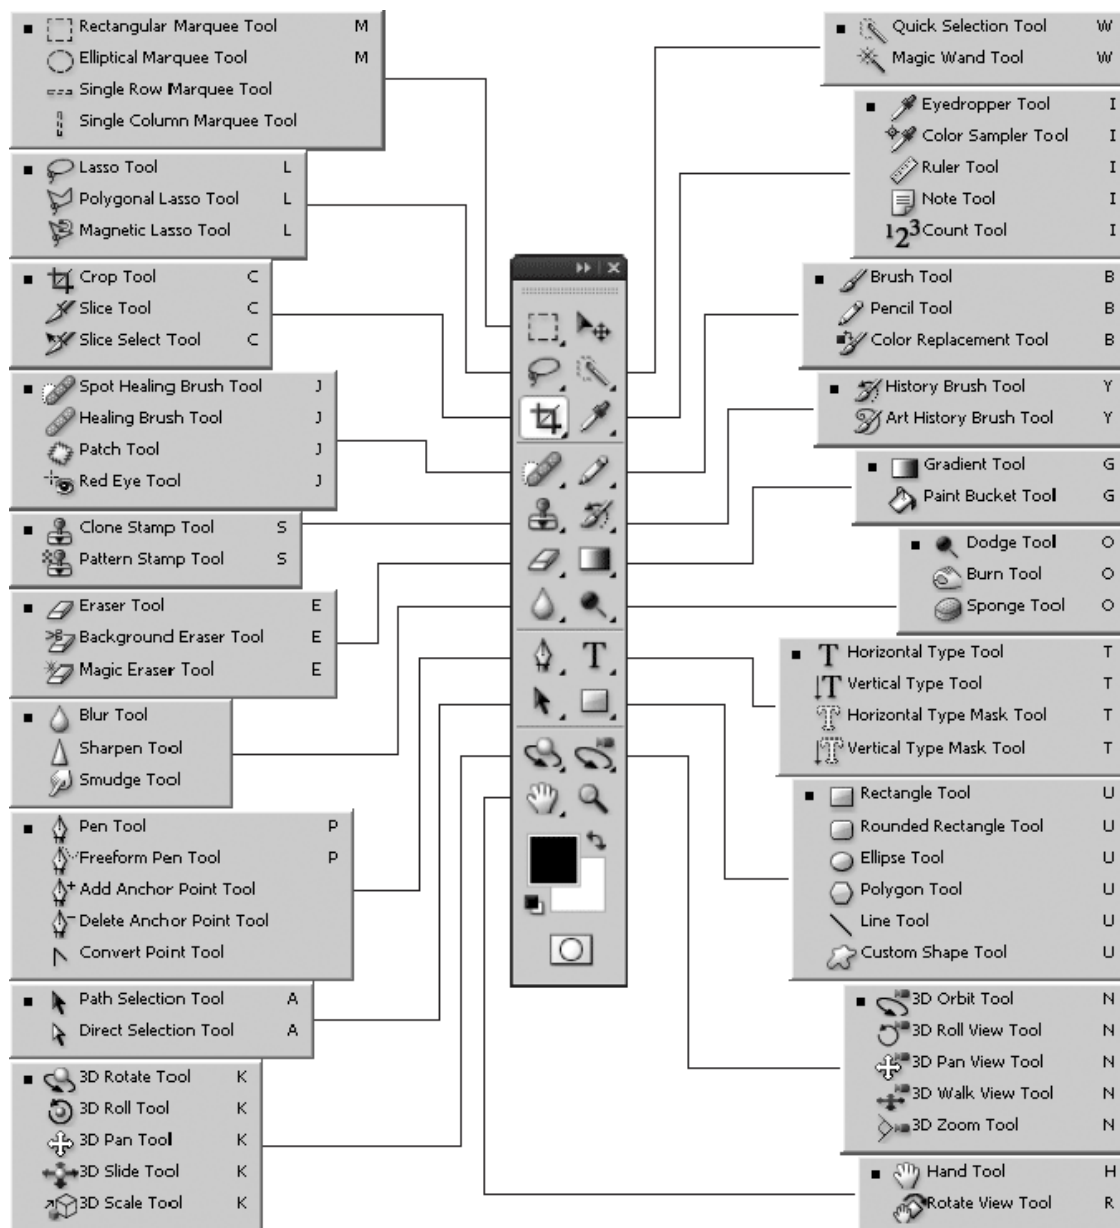 Rectangular Marquee Tool M
Elliptical Marquee Tool M
Single Row Marquee Tool
Single Column Marquee Tool
Lasso Tool L
Polygonal Lasso Tool L
Magnetic Lasso Tool L
Crop Tool C
Slice Tool C
Slice Select Tool C
Spot Healing Brush Tool J
Healing Brush Tool J
Patch Tool J
Red Eye Tool J
Clone Stamp Tool S
Pattern Stamp Tool S
Eraser Tool E
Background Eraser Tool E
Magic Eraser Tool E
Blur Tool
Sharpen Tool
Smudge Tool
Pen Tool P
Freeform Pen Tool P
Add Anchor Point Tool
Delete Anchor Point Tool
Convert Point Tool
Path Selection Tool A
Direct Selection Tool A
3D Rotate Tool K
3D Roll Tool K
3D Pan Tool K
3D Slide Tool K
3D Scale Tool K
T
Quick Selection Tool W
Magic Wand Tool W
Eyedropper Tool I
Color Sampler Tool I
Ruler Tool I
Note Tool I
123 Count Tool I
Brush Tool B
Pencil Tool B
Color Replacement Tool B
History Brush Tool Y
Art History Brush Tool Y
Gradient Tool G
Paint Bucket Tool G
Dodge Tool O
Burn Tool O
Sponge Tool O
T Horizontal Type Tool T
T Vertical Type Tool T
T Horizontal Type Mask Tool T
T Vertical Type Mask Tool T
Rectangle Tool U
Rounded Rectangle Tool U
Ellipse Tool U
Polygon Tool U
Line Tool U
Custom Shape Tool U
3D Orbit Tool N
3D Roll View Tool N
3D Pan View Tool N
3D Walk View Tool N
3D Zoom Tool N
Hand Tool H
Rotate View Tool R